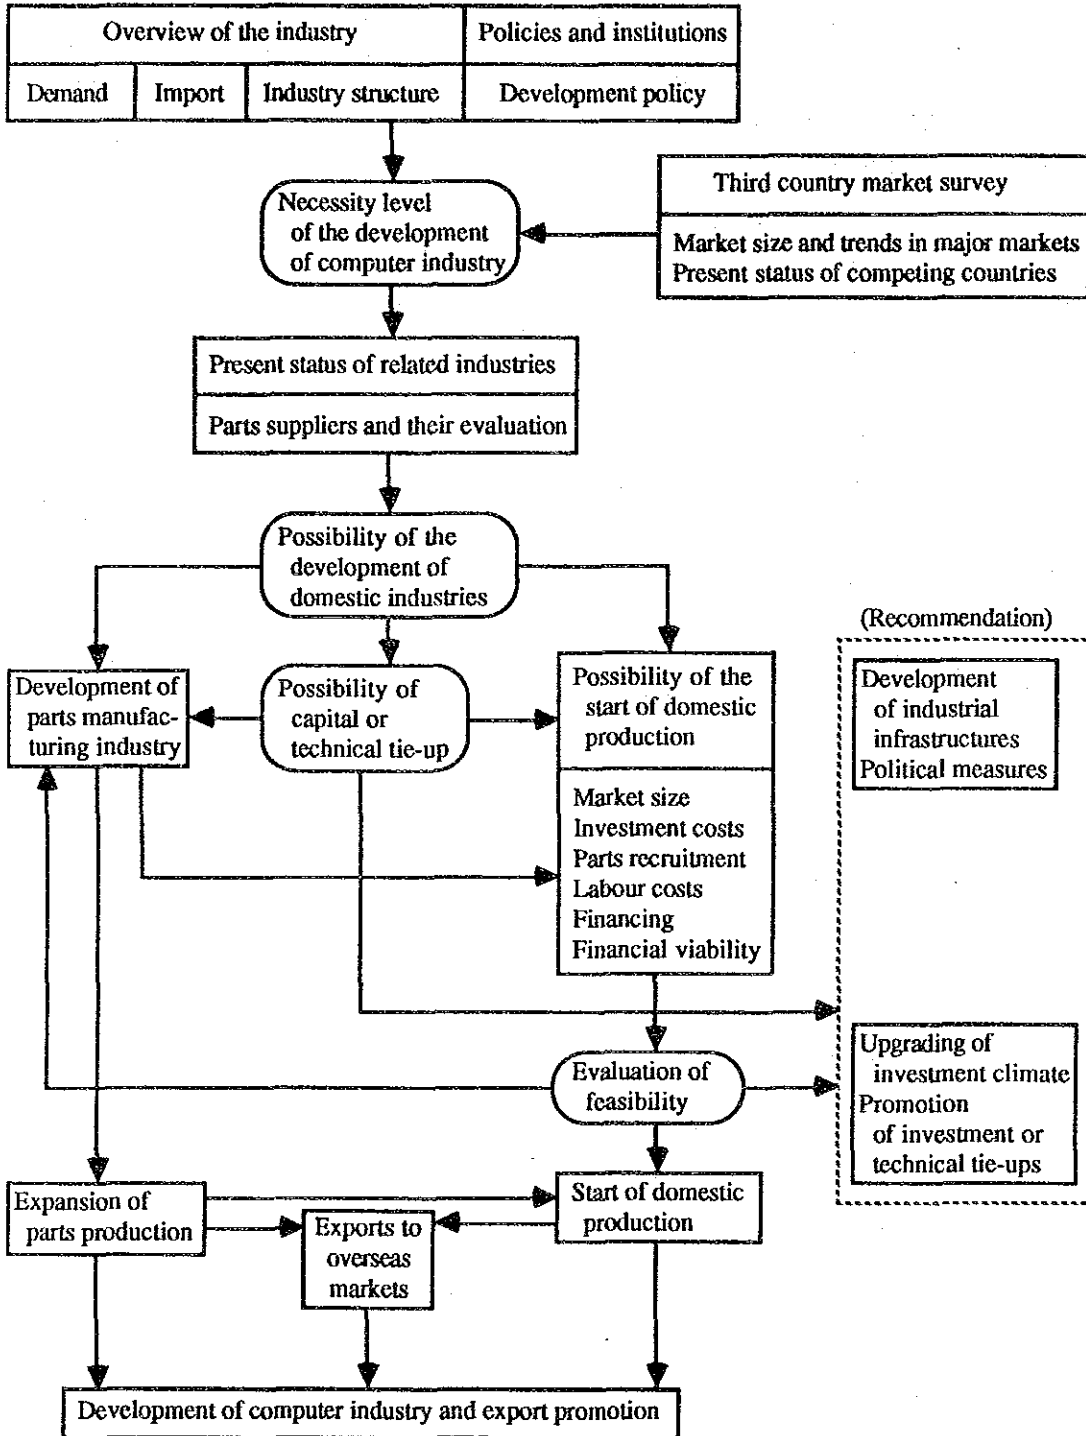 Overview of the industry
Policies and institutions
Demand
Import
Industry structure
Development policy
Third country market survey
Market size and trends in major markets
Present status of competing countries
Necessity level
of the development
of computer industry
Present status of related industries
Parts suppliers and their evaluation
Possibility of the
development of
domestic industries
Development of
parts manufac-
turing industry
Possibility of
capital or
technical tie-up
Possibility of the
start of domestic
production
Market size
Investment costs
Parts recruitment
Labour costs
Financing
Financial viability
(Recommendation)
Development
of industrial
infrastructures
Political measures
Upgrading of
investment climate
Promotion
of investment or
technical tie-ups
Evaluation of
feasibility
Expansion of
parts production
Exports to
overseas
markets
Start of domestic
production
Development of computer industry and export promotion